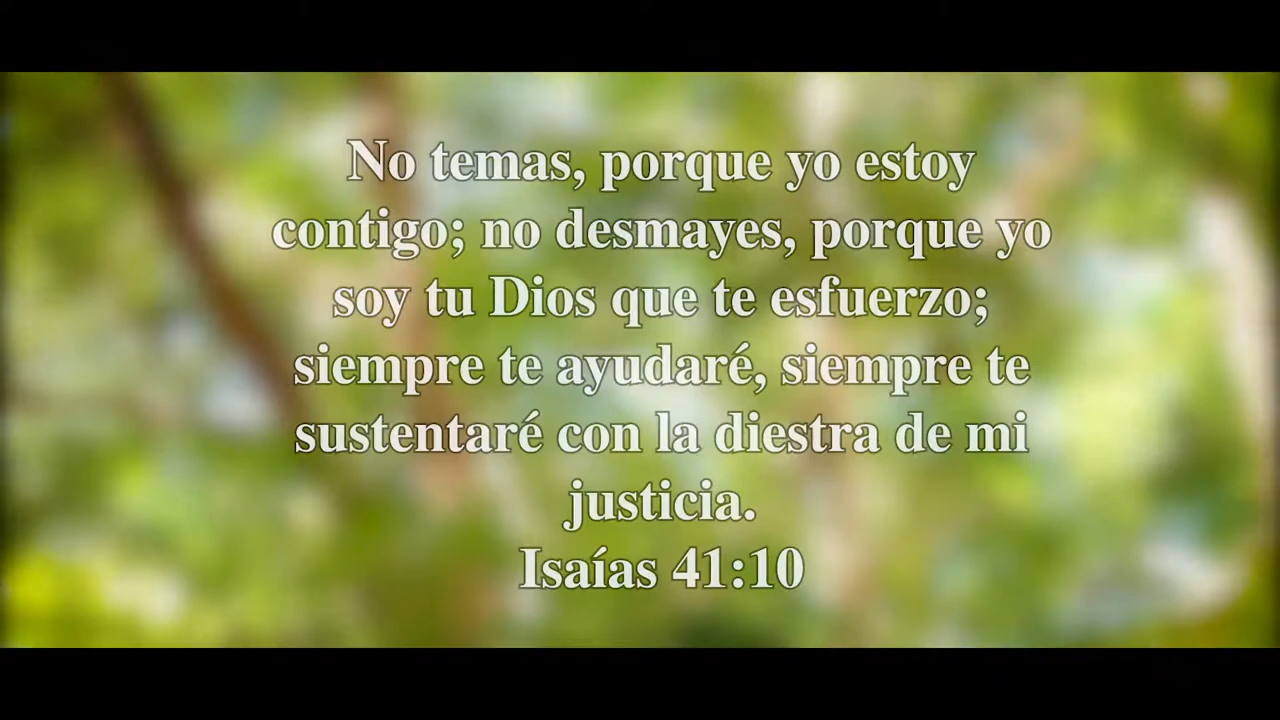 No temas, porque yo estoy
contigo; no desmayes, porque yo
soy tu Dios que te esfuerzo;
siempre te ayudaré, siempre te
sustentaré con la diestra de mi
justicia.
Isaías 41:10